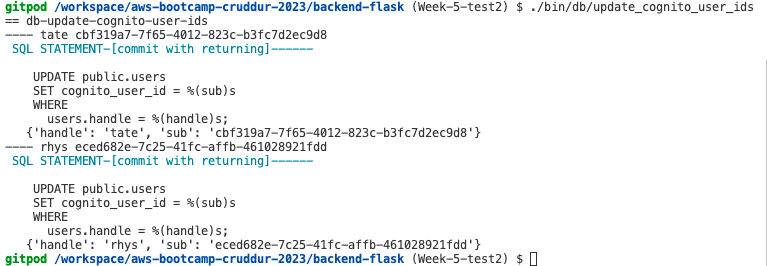 gitpod /workspace/aws-bootcamp-cruddur-2023/backend-flask (Week-5-test2) $ ./bin/db/update_cognito_user_ids
== db-update-cognito-user-ids
---- tate cbf319a7-7f65-4012-823c-b3fc7d2ec9d8
 SQL STATEMENT-[commit with returning]------

    UPDATE public.users
    SET cognito_user_id = %(sub)s
    WHERE
      users.handle = %(handle)s;
   {'handle': 'tate', 'sub': 'cbf319a7-7f65-4012-823c-b3fc7d2ec9d8'}
---- rhys eced682e-7c25-41fc-affb-461028921fdd
 SQL STATEMENT-[commit with returning]------

    UPDATE public.users
    SET cognito_user_id = %(sub)s
    WHERE
      users.handle = %(handle)s;
   {'handle': 'rhys', 'sub': 'eced682e-7c25-41fc-affb-461028921fdd'}
gitpod /workspace/aws-bootcamp-cruddur-2023/backend-flask (Week-5-test2) $